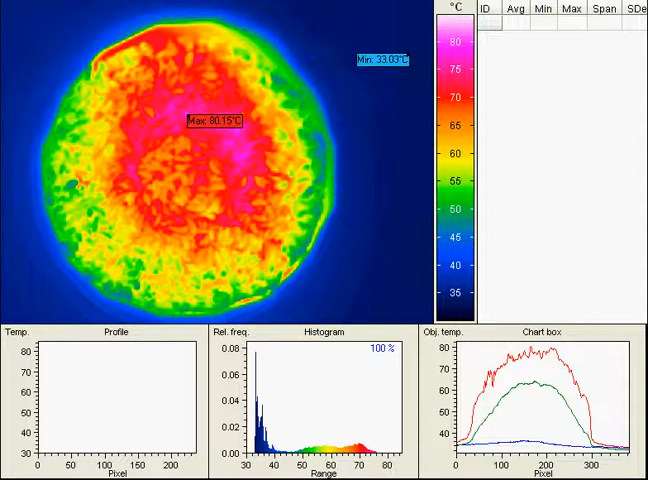 °C
ID Avg Min Max Span SDe
Min: 33.03°C
Max: 80.15°C
80
75
70
65
60
55
50
45
40
35
Temp. Profile
80
70
60
50
40
30
0 50 100 150 200
Pixel
Rel. freq. Histogram
100 %
0.08
0.06
0.04
0.02
0.00
30 40 50 60 70 80
Range
Obj. temp. Chart box
80
70
60
50
40
0 100 200 300
Pixel